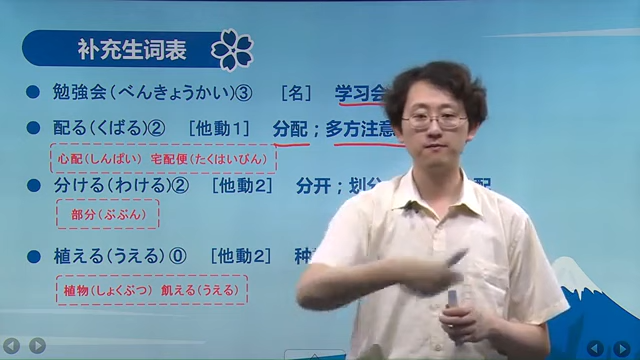 补充生词表
勉強会(べんきょうかい)③ [名] 学习会
配る(くばる)② [他動1] 分配;多方注意
心配(しんぱい) 宅配便(たくはいびん)
分ける(わける)② [他動2] 分开;划分 配
部分(ぶぶん)
植える(うえる)⓪ [他動2] 种
植物(しょくぶつ) 飢える(うえる)